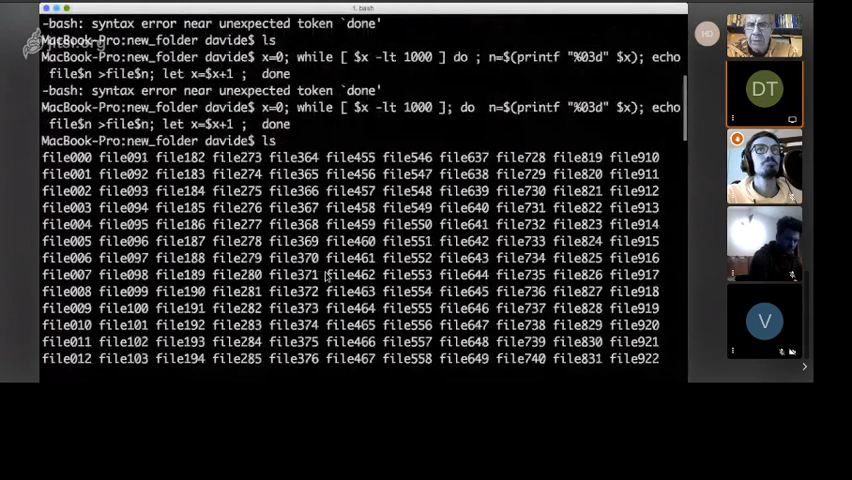 1. bash
jitsi.org
-bash: syntax error near unexpected token `done'
MacBook-Pro:new_folder davide$ ls
MacBook-Pro:new_folder davide$ x=0; while [ $x -lt 1000 ] do ; n=$(printf "%03d" $x); echo
file$n >file$n; let x=$x+1 ;  done
-bash: syntax error near unexpected token `done'
MacBook-Pro:new_folder davide$ x=0; while [ $x -lt 1000 ]; do  n=$(printf "%03d" $x); echo
file$n >file$n; let x=$x+1 ;  done
MacBook-Pro:new_folder davide$ ls
file000 file091 file182 file273 file364 file455 file546 file637 file728 file819 file910
file001 file092 file183 file274 file365 file456 file547 file638 file729 file820 file911
file002 file093 file184 file275 file366 file457 file548 file639 file730 file821 file912
file003 file094 file185 file276 file367 file458 file549 file640 file731 file822 file913
file004 file095 file186 file277 file368 file459 file550 file641 file732 file823 file914
file005 file096 file187 file278 file369 file460 file551 file642 file733 file824 file915
file006 file097 file188 file279 file370 file461 file552 file643 file734 file825 file916
file007 file098 file189 file280 file371 file462 file553 file644 file735 file826 file917
file008 file099 file190 file281 file372 file463 file554 file645 file736 file827 file918
file009 file100 file191 file282 file373 file464 file555 file646 file737 file828 file919
file010 file101 file192 file283 file374 file465 file556 file647 file738 file829 file920
file011 file102 file193 file284 file375 file466 file557 file648 file739 file830 file921
file012 file103 file194 file285 file376 file467 file558 file649 file740 file831 file922
HD
DT
V